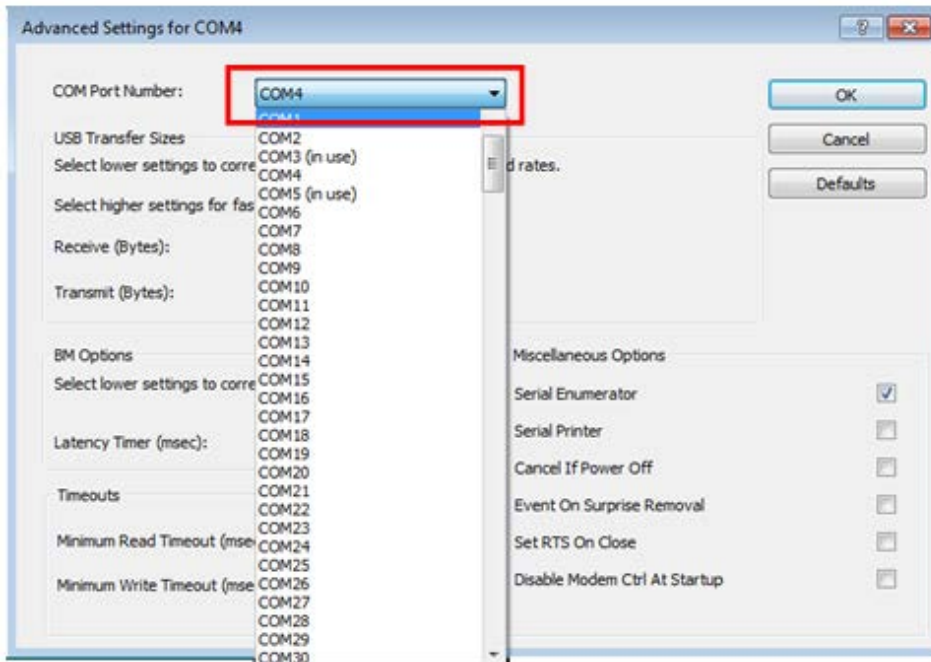 Advanced Settings for COM4
COM Port Number:
COM4
OK
Cancel
Defaults
USB Transfer Sizes
Select lower settings to corre
d rates.
Select higher settings for fas
Receive (Bytes):
Transmit (Bytes):
COM1
COM2
COM3 (in use)
COM4
COM5 (in use)
COM6
COM7
COM8
COM9
COM10
COM11
COM12
COM13
COM14
COM15
COM16
COM17
COM18
COM19
COM20
COM21
COM22
COM23
COM24
COM25
COM26
COM27
COM28
COM29
COM30
BM Options
Select lower settings to corre
Latency Timer (msec):
Timeouts
Minimum Read Timeout (mse
Minimum Write Timeout (mse
Miscellaneous Options
Serial Enumerator
Serial Printer
Cancel If Power Off
Event On Surprise Removal
Set RTS On Close
Disable Modem Ctrl At Startup